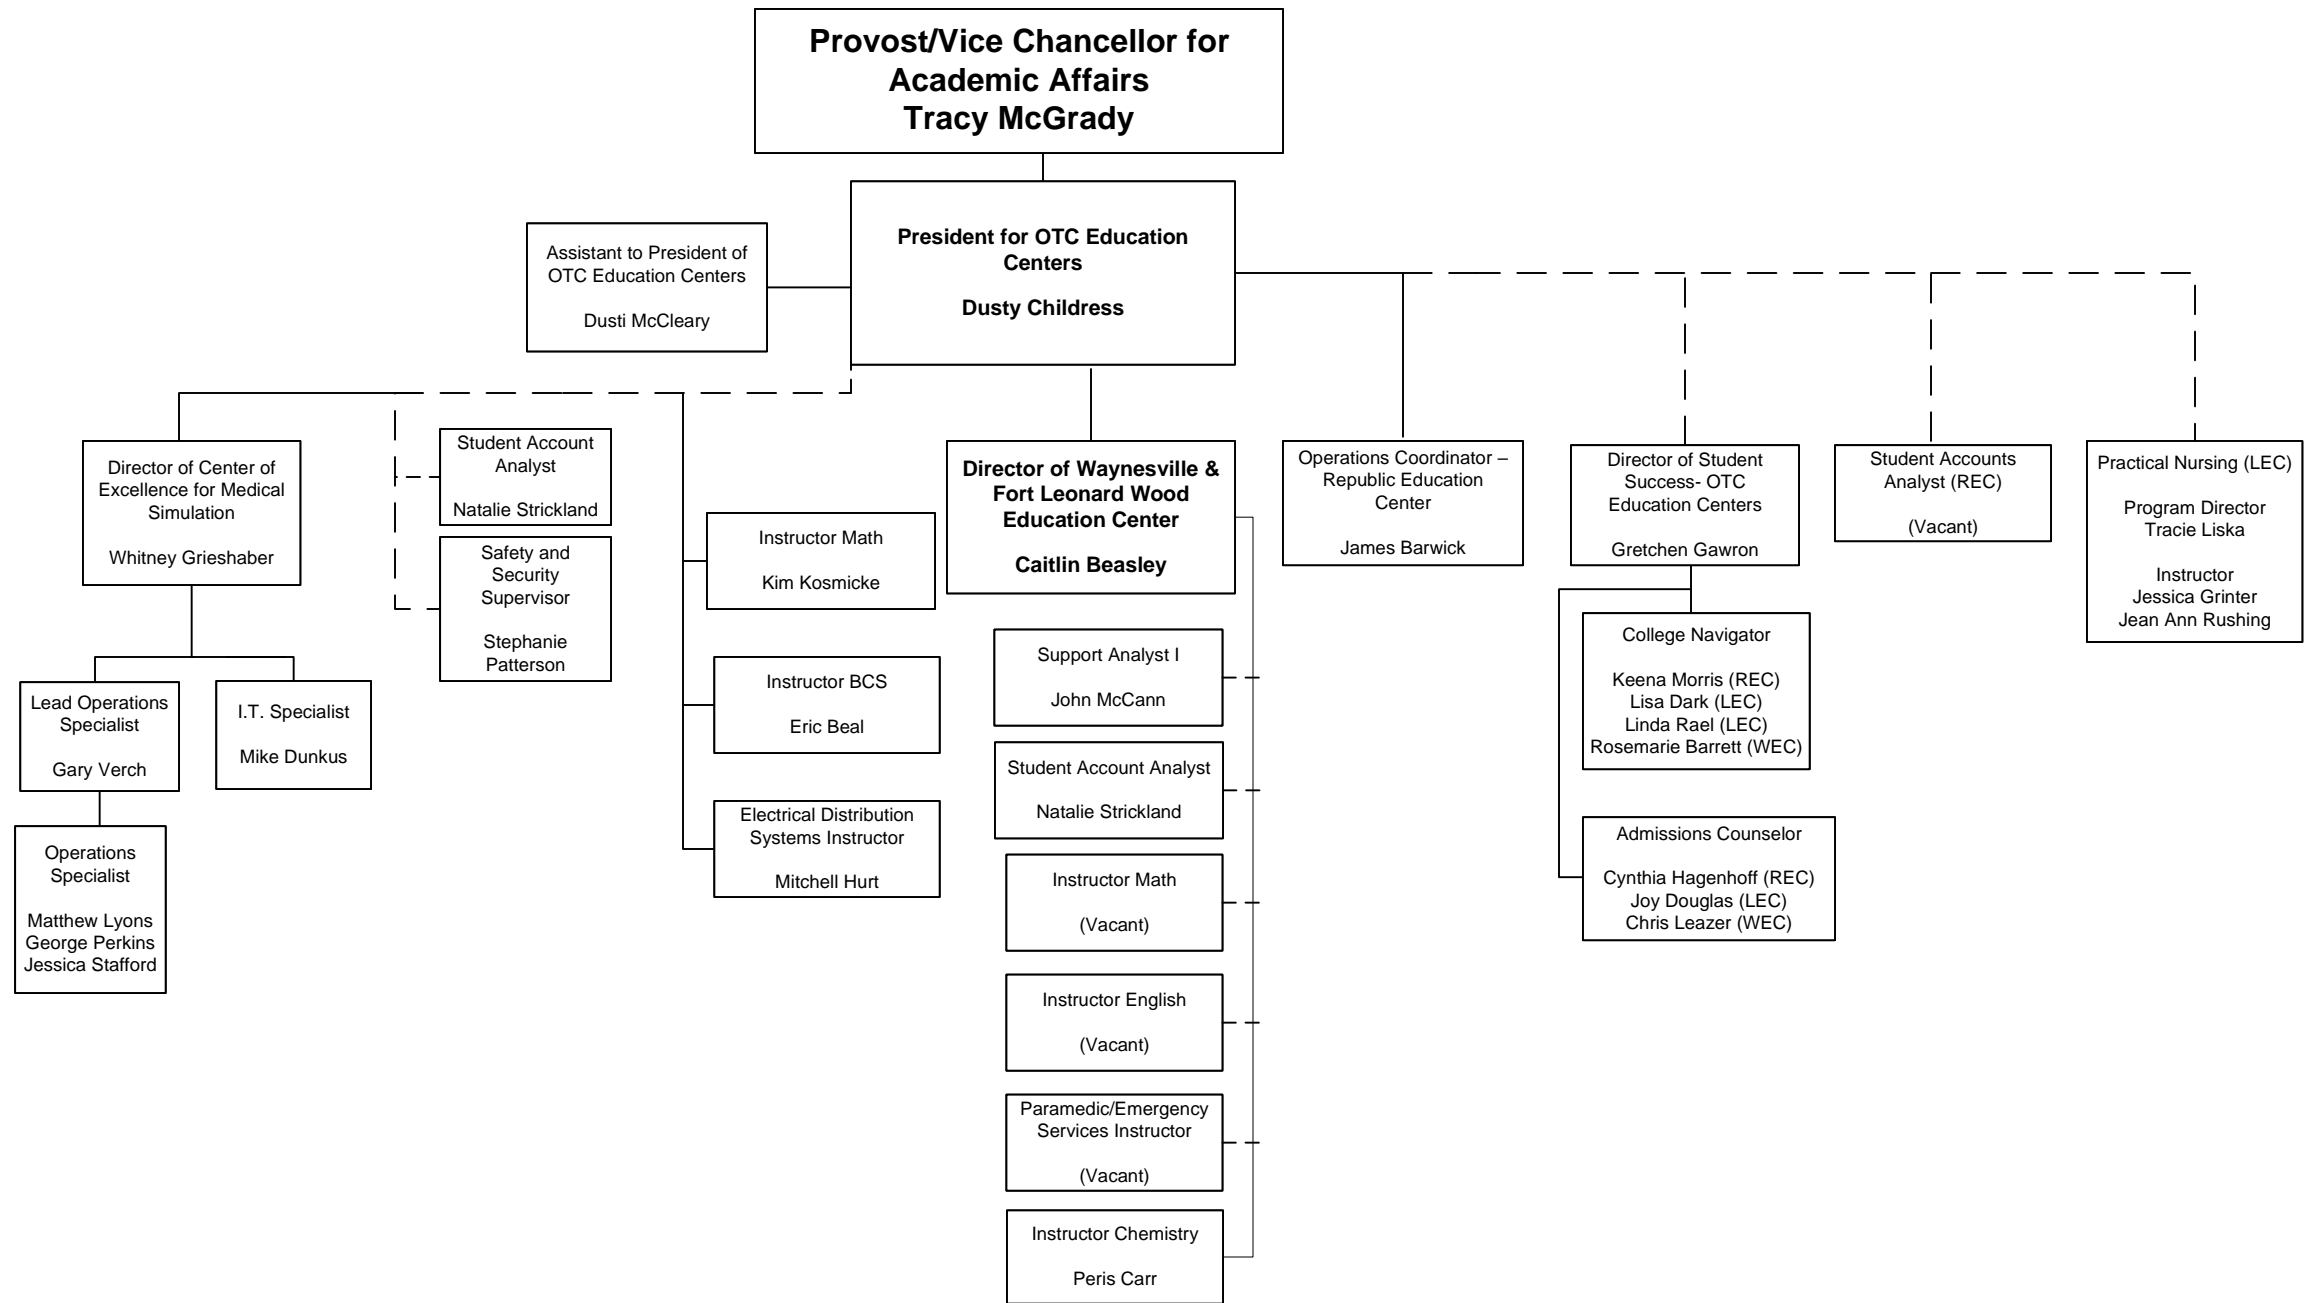 Provost/Vice Chancellor for
Academic Affairs
Tracy McGrady
President for OTC Education
Centers
Dusty Childress
Assistant to President of
OTC Education Centers
Dusti McCleary
Director of Center of
Excellence for Medical
Simulation
Whitney Grieshaber
Lead Operations
Specialist
Gary Verch
I.T. Specialist
Mike Dunkus
Operations
Specialist
Matthew Lyons
George Perkins
Jessica Stafford
Student Account
Analyst
Natalie Strickland
Safety and
Security
Supervisor
Stephanie
Patterson
Instructor Math
Kim Kosmicke
Instructor BCS
Eric Beal
Electrical Distribution
Systems Instructor
Mitchell Hurt
Director of Waynesville &
Fort Leonard Wood
Education Center
Caitlin Beasley
Support Analyst I
John McCann
Student Account Analyst
Natalie Strickland
Instructor Math
(Vacant)
Instructor English
(Vacant)
Paramedic/Emergency
Services Instructor
(Vacant)
Instructor Chemistry
Peris Carr
Operations Coordinator –
Republic Education
Center
James Barwick
Director of Student
Success- OTC
Education Centers
Gretchen Gawron
College Navigator
Keena Morris (REC)
Lisa Dark (LEC)
Linda Rael (LEC)
Rosemarie Barrett (WEC)
Admissions Counselor
Cynthia Hagenhoff (REC)
Joy Douglas (LEC)
Chris Leazer (WEC)
Student Accounts
Analyst (REC)
(Vacant)
Practical Nursing (LEC)
Program Director
Tracie Liska
Instructor
Jessica Grinter
Jean Ann Rushing